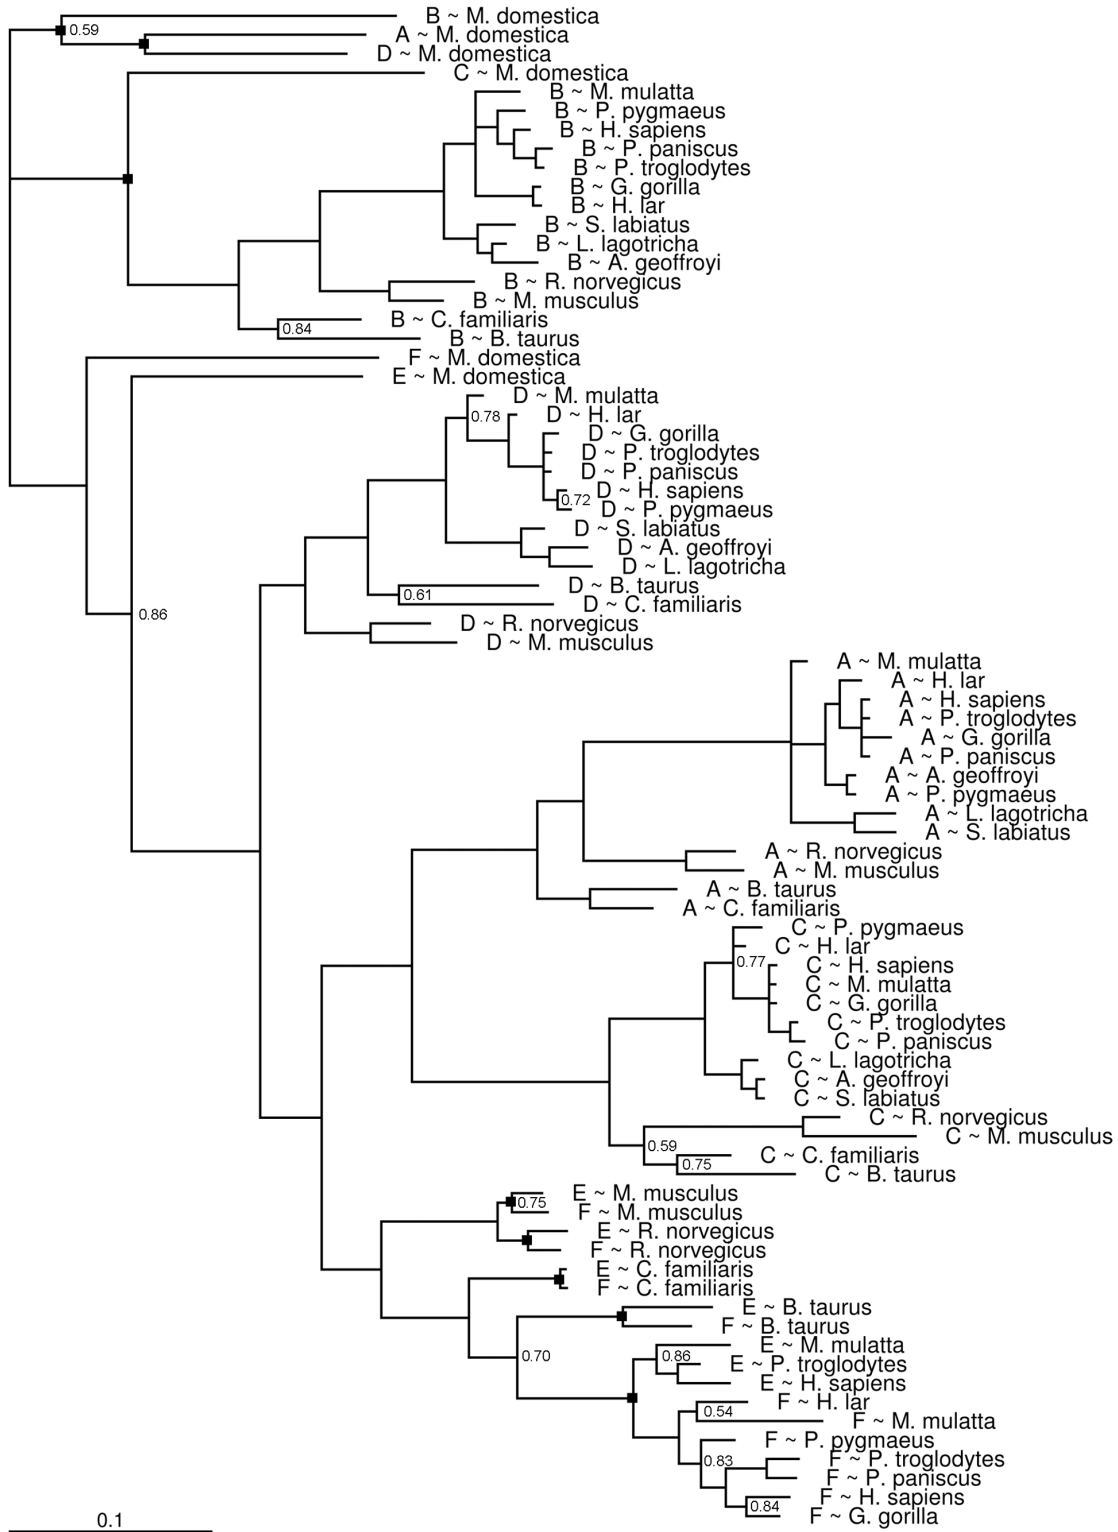 B ~ M. domestica
0.59
A ~ M. domestica
D ~ M. domestica
C ~ M. domestica
B ~ M. mulatta
B ~ P. pygmaeus
B ~ H. sapiens
B ~ P. paniscus
B ~ P. troglodytes
B ~ G. gorilla
B ~ H. lar
B ~ S. labiatus
B ~ L. lagotricha
B ~ A. geoffroyi
B ~ R. norvegicus
B ~ M. musculus
B ~ C. familiaris
0.84
B ~ B. taurus
F ~ M. domestica
E ~ M. domestica
D ~ M. mulatta
0.78
D ~ H. lar
D ~ G. gorilla
D ~ P. troglodytes
D ~ P. paniscus
D ~ H. sapiens
0.72
D ~ P. pygmaeus
D ~ S. labiatus
D ~ A. geoffroyi
D ~ L. lagotricha
D ~ B. taurus
0.61
D ~ C. familiaris
0.86
D ~ R. norvegicus
D ~ M. musculus
A ~ M. mulatta
A ~ H. lar
A ~ H. sapiens
A ~ P. troglodytes
A ~ G. gorilla
A ~ P. paniscus
A ~ A. geoffroyi
A ~ P. pygmaeus
A ~ L. lagotricha
A ~ S. labiatus
A ~ R. norvegicus
A ~ M. musculus
A ~ B. taurus
A ~ C. familiaris
C ~ P. pygmaeus
C ~ H. lar
0.77
C ~ H. sapiens
C ~ M. mulatta
C ~ G. gorilla
C ~ P. troglodytes
C ~ P. paniscus
C ~ L. lagotricha
C ~ A. geoffroyi
C ~ S. labiatus
C ~ R. norvegicus
C ~ M. musculus
0.59
C ~ C. familiaris
0.75
C ~ B. taurus
E ~ M. musculus
0.75
F ~ M. musculus
E ~ R. norvegicus
F ~ R. norvegicus
E ~ C. familiaris
F ~ C. familiaris
E ~ B. taurus
F ~ B. taurus
E ~ M. mulatta
0.70
0.86
E ~ P. troglodytes
E ~ H. sapiens
F ~ H. lar
0.54
F ~ M. mulatta
F ~ P. pygmaeus
0.83
F ~ P. troglodytes
F ~ P. paniscus
F ~ H. sapiens
0.84
F ~ G. gorilla
0.1